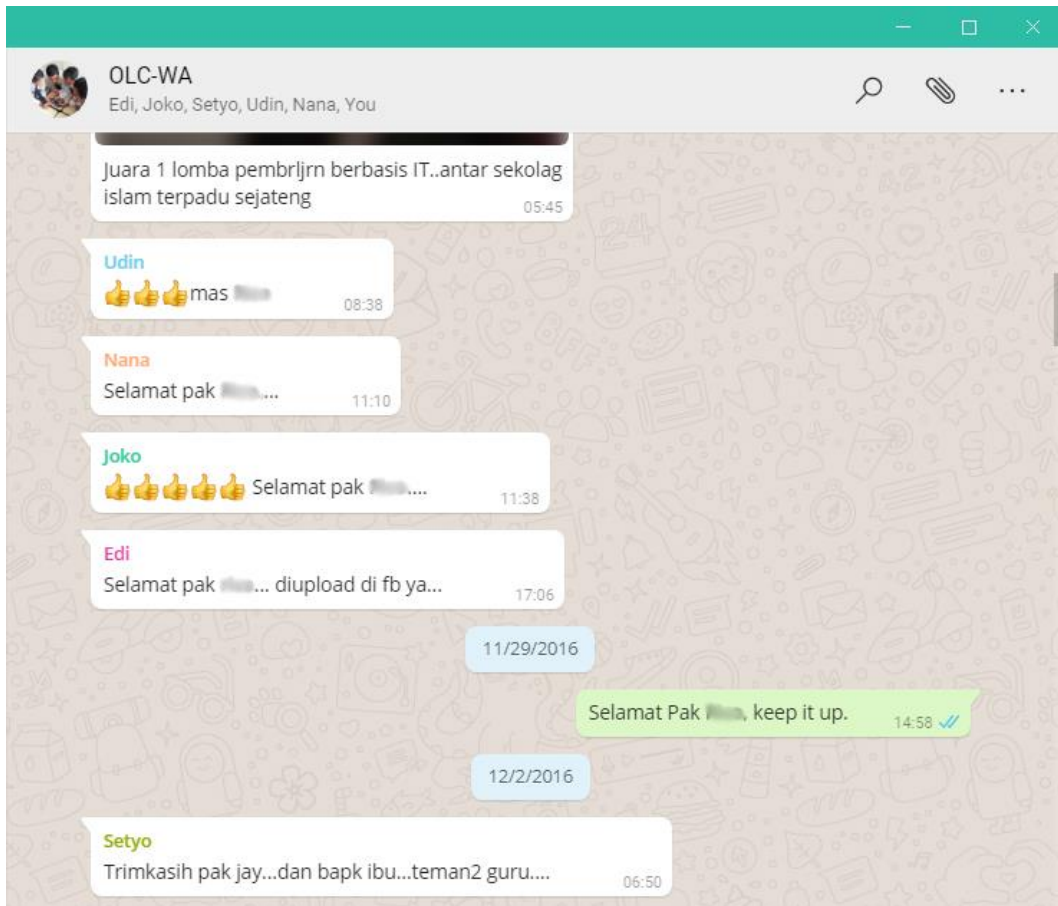 OLC-WA
Edi, Joko, Setyo, Udin, Nana, You
Juara 1 lomba pembrljrn berbasis IT..antar sekolag
islam terpadu sejateng
05:45
Udin
👍👍👍mas
08:38
Nana
Selamat pak ....
11:10
Joko
👍👍👍👍👍 Selamat pak ....
11:38
Edi
Selamat pak ... diupload di fb ya...
17:06
11/29/2016
Selamat Pak , keep it up.
14:58
12/2/2016
Setyo
Trimkasih pak jay...dan bapk ibu...teman2 guru....
06:50